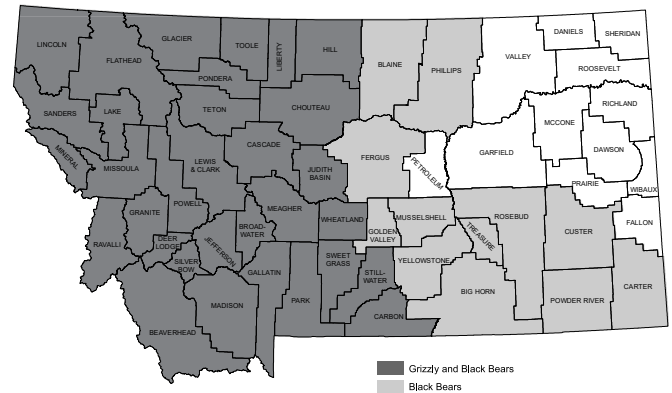 LINCOLN
FLATHEAD
GLACIER
TOOLE
LIBERTY
HILL
BLAINE
PHILLIPS
VALLEY
DANIELS
SHERIDAN
ROOSEVELT
PONDERA
TETON
CHOUTEAU
SANDERS
LAKE
MINERAL
MISSOULA
LEWIS
& CLARK
CASCADE
JUDITH
BASIN
FERGUS
PETROLEUM
GARFIELD
MCCONE
RICHLAND
DAWSON
PRAIRIE
WIBAUX
RAVALLI
GRANITE
POWELL
DEER
LODGE
SILVER
BOW
JEFFERSON
BROAD-
WATER
MEAGHER
WHEATLAND
GOLDEN
VALLEY
MUSSELSHELL
TREASURE
ROSEBUD
CUSTER
FALLON
BEAVERHEAD
MADISON
GALLATIN
PARK
SWEET
GRASS
STILL-
WATER
CARBON
YELLOWSTONE
BIG HORN
POWDER RIVER
CARTER
Grizzly and Black Bears
Black Bears